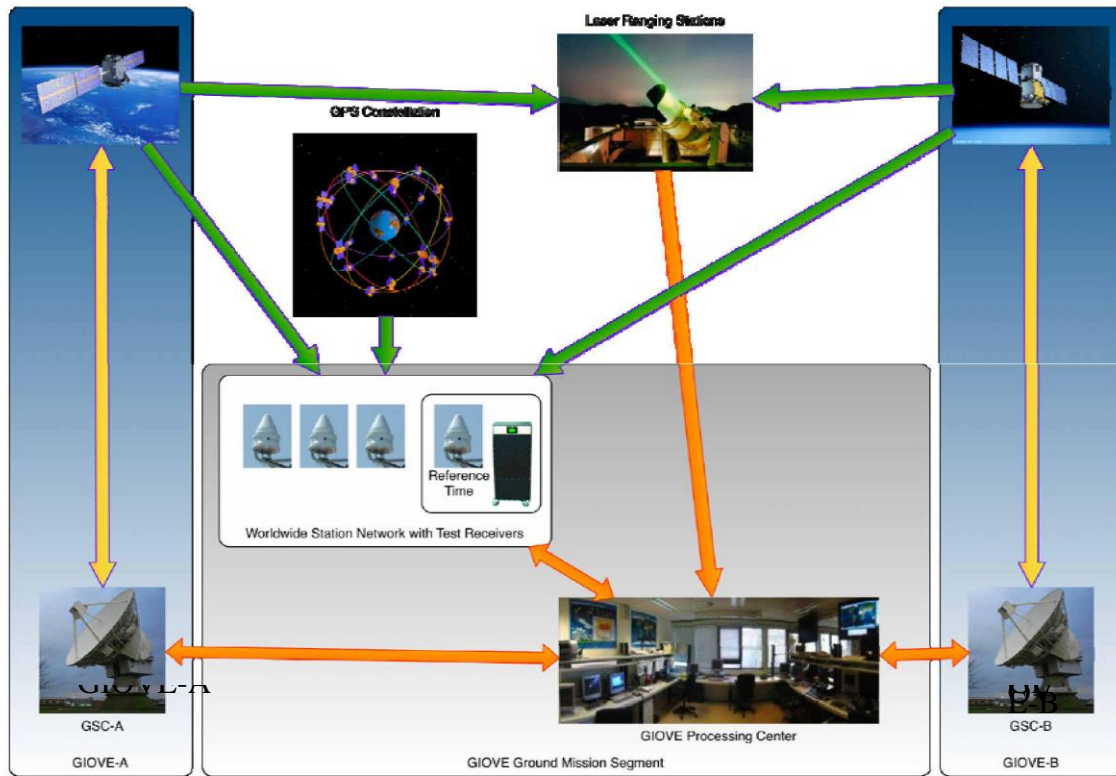 Laser Ranging Stations
GPS Constellation
Reference
Time
Worldwide Station Network with Test Receivers
GIOVE-A
E-B
GSC-A
GIOVE Processing Center
GSC-B
GIOVE-A
GIOVE Ground Mission Segment
GIOVE-B